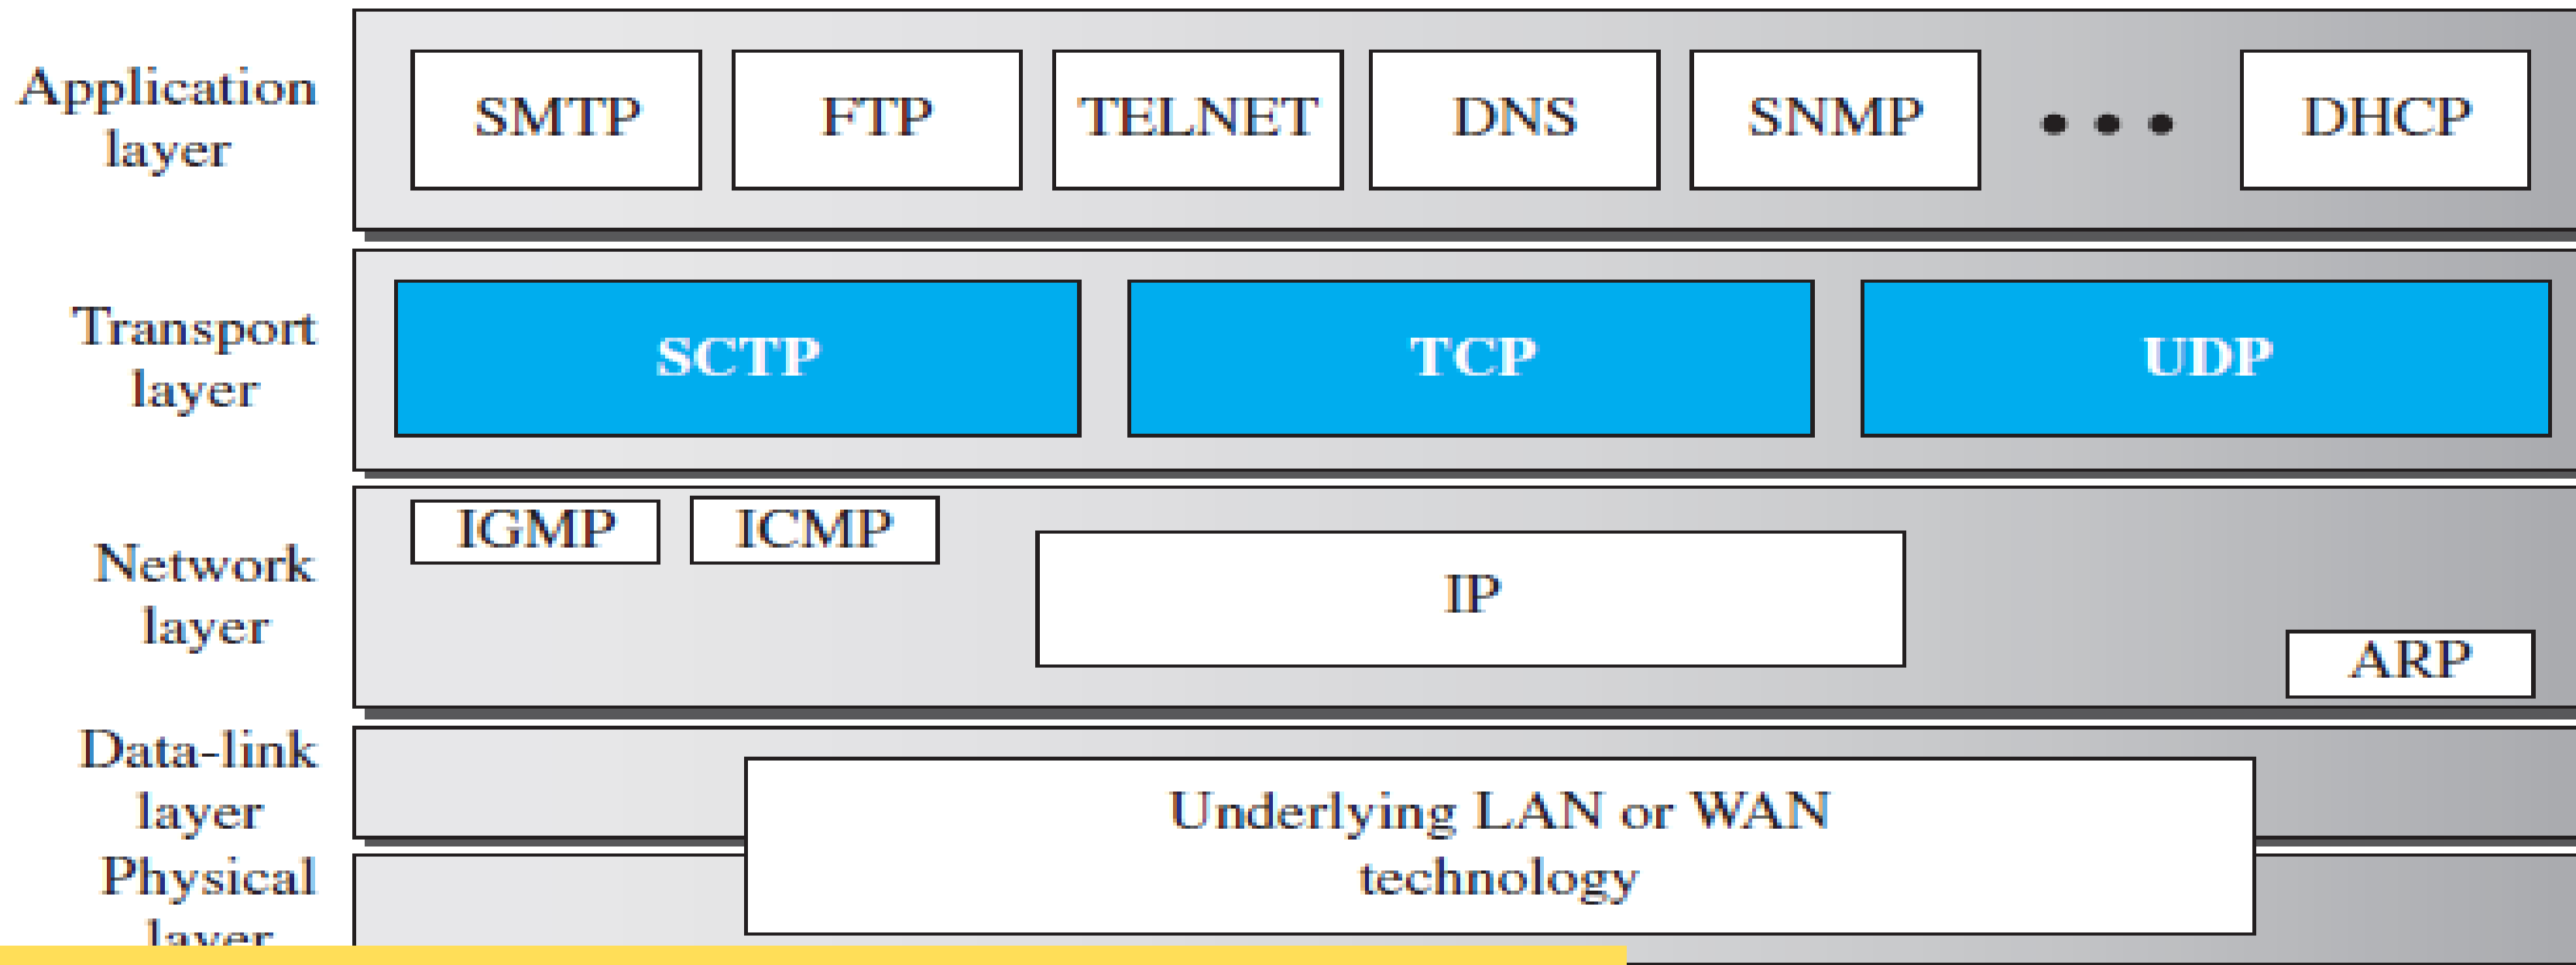 Application
layer
SMTP
FTP
TELNET
DNS
SNMP
• • •
DHCP
Transport
layer
SCTP
TCP
UDP
Network
layer
IGMP
ICMP
IP
ARP
Data-link
layer
Underlying LAN or WAN
technology
Physical
layer